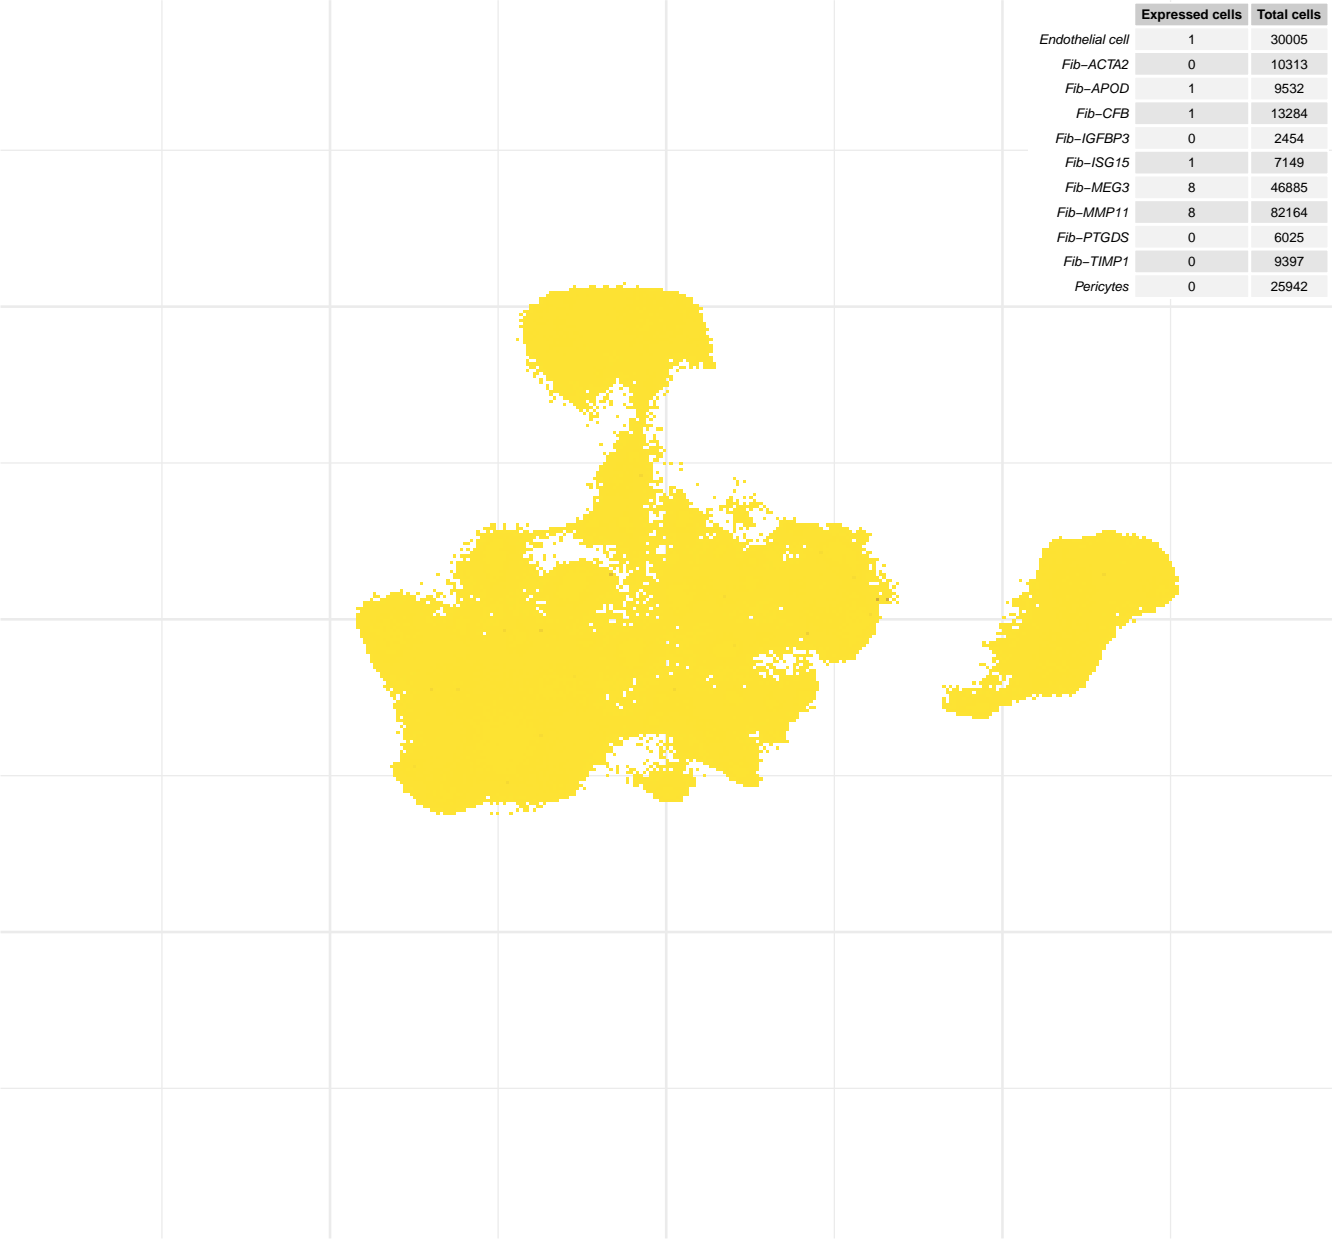 Expressed cells Total cells
Endothelial cell 1 30005
Fib−ACTA2 0 10313
Fib−APOD 1 9532
Fib−CFB 1 13284
Fib−IGFBP3 0 2454
Fib−ISG15 1 7149
Fib−MEG3 8 46885
Fib−MMP11 8 82164
Fib−PTGDS 0 6025
Fib−TIMP1 0 9397
Pericytes 0 25942